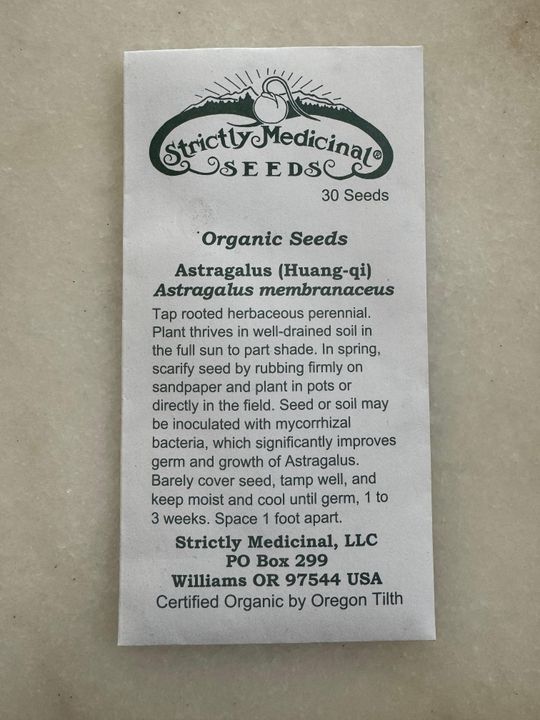 Strictly Medicinal®
SEEDS
30 Seeds
Organic Seeds
Astragalus (Huang-qi)
Astragalus membranaceus
Tap rooted herbaceous perennial.
Plant thrives in well-drained soil in
the full sun to part shade. In spring,
scarify seed by rubbing firmly on
sandpaper and plant in pots or
directly in the field. Seed or soil may
be inoculated with mycorrhizal
bacteria, which significantly improves
germ and growth of Astragalus.
Barely cover seed, tamp well, and
keep moist and cool until germ, 1 to
3 weeks. Space 1 foot apart.
Strictly Medicinal, LLC
PO Box 299
Williams OR 97544 USA
Certified Organic by Oregon Tilth